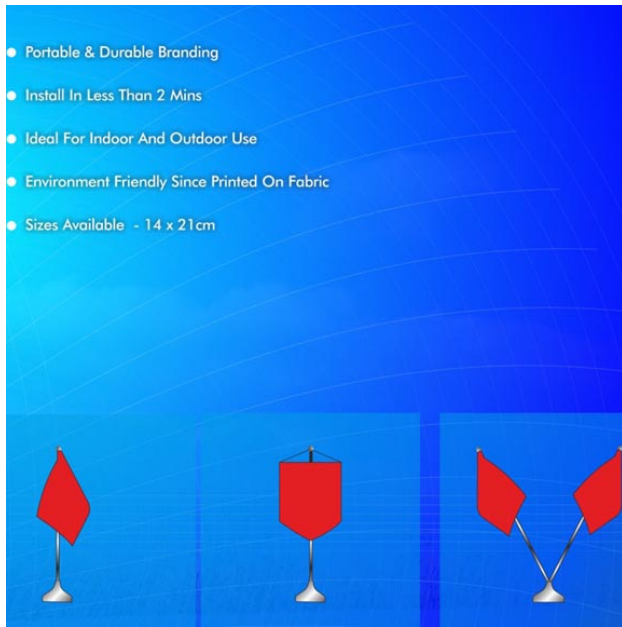 Portable & Durable Branding
Install In Less Than 2 Mins
Ideal For Indoor And Outdoor Use
Environment Friendly Since Printed On Fabric
Sizes Available - 14 x 21cm